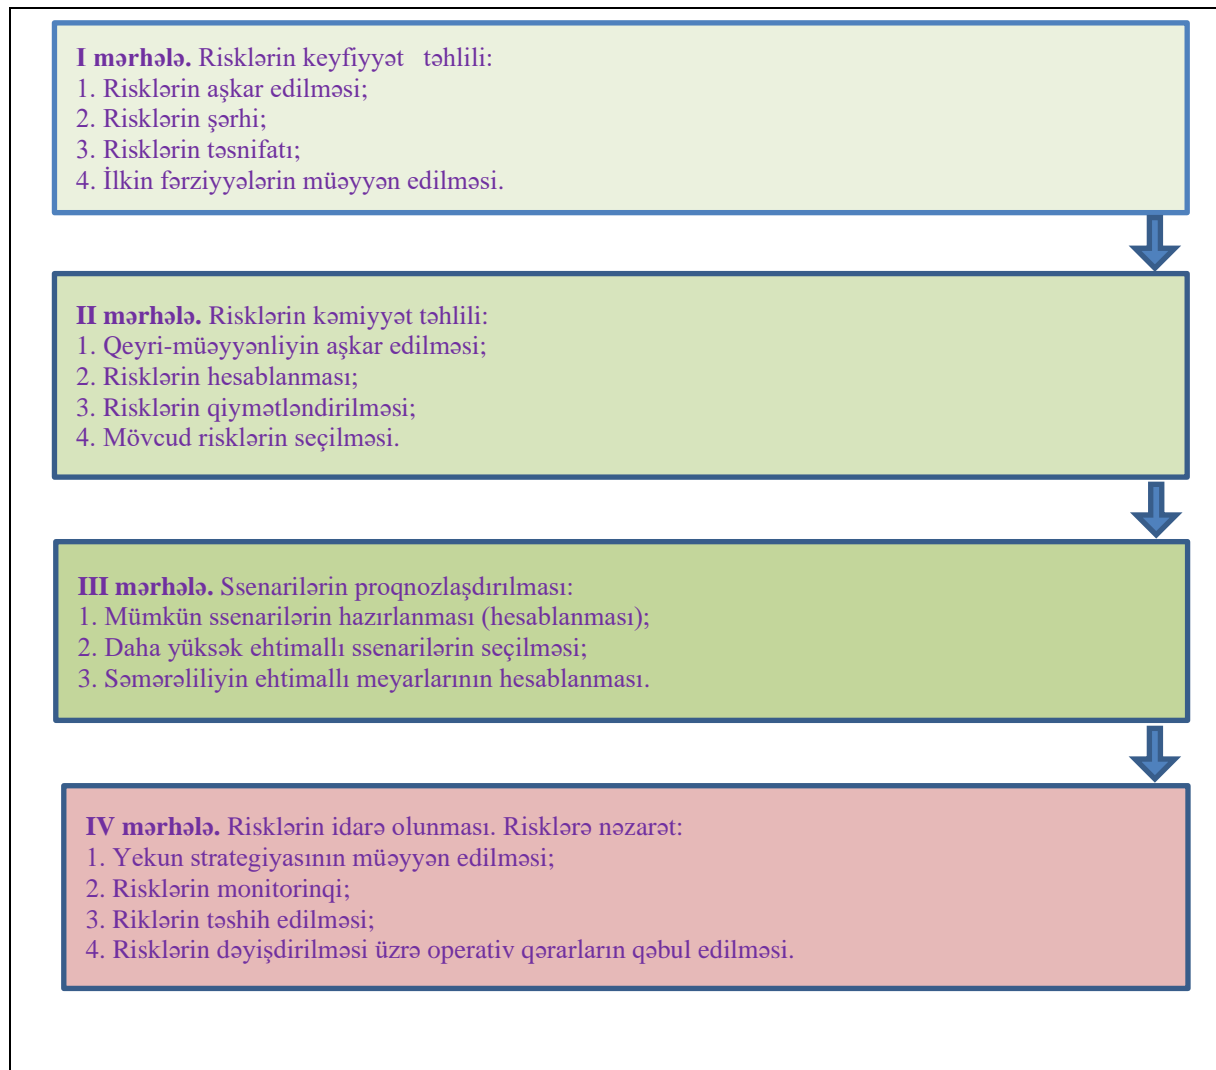 I mərhələ. Risklərin keyfiyyət təhlili:
1. Risklərin aşkar edilməsi;
2. Risklərin şərhi;
3. Risklərin təsnifatı;
4. İlkin fərziyyələrin müəyyən edilməsi.
II mərhələ. Risklərin kəmiyyət təhlili:
1. Qeyri-müəyyənliyin aşkar edilməsi;
2. Risklərin hesablanması;
3. Risklərin qiymətləndirilməsi;
4. Mövcud risklərin seçilməsi.
III mərhələ. Ssenarilərin proqnozlaşdırılması:
1. Mümkün ssenarilərin hazırlanması (hesablanması);
2. Daha yüksək ehtimallı ssenarilərin seçilməsi;
3. Səmərəliliyin ehtimallı meyarlarının hesablanması.
IV mərhələ. Risklərin idarə olunması. Risklərə nəzarət:
1. Yekun strategiyasının müəyyən edilməsi;
2. Risklərin monitorinqi;
3. Riklərin təshih edilməsi;
4. Risklərin dəyişdirilməsi üzrə operativ qərarların qəbul edilməsi.